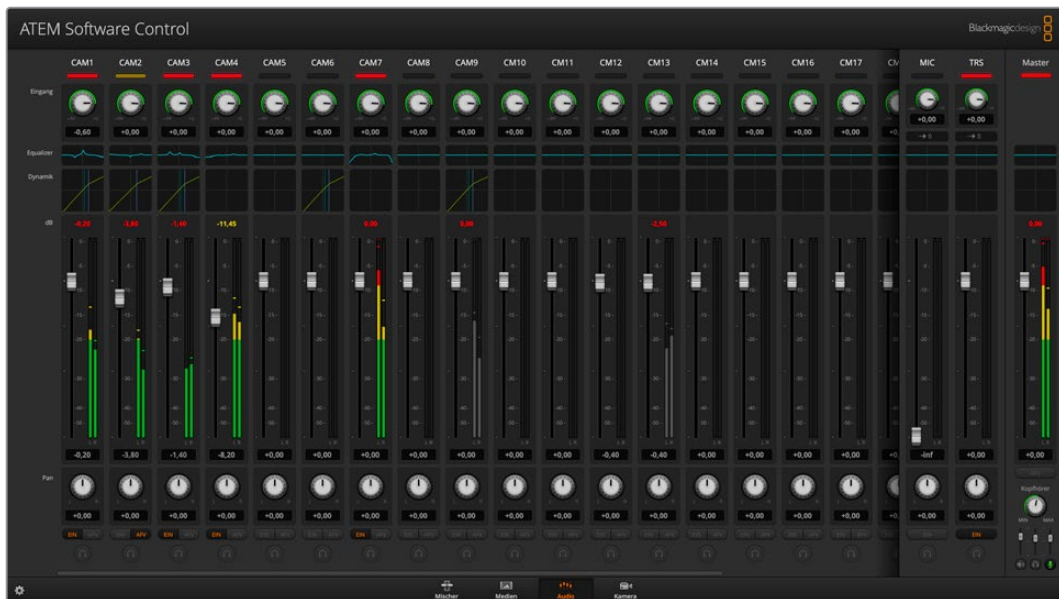 ATEM Software Control
Blackmagicdesign
CAM1 CAM2 CAM3 CAM4 CAM5 CAM6 CAM7 CAM8 CAM9 CM10 CM11 CM12 CM13 CM14 CM15 CM16 CM17 CM MIC TRS Master
Eingang
-0,60 +0,00 +0,00 +0,00 +0,00 +0,00 +0,00 +0,00 +0,00 +0,00 +0,00 +0,00 +0,00 +0,00 +0,00 +0,00 +0,00 +0, +0,00 +0,00
Equalizer
Dynamik
dB -0,20 -3,80 -1,40 -11,45 0,00 0,00 -2,50 0,00
-0,20 -3,80 -1,40 -8,20 +0,00 +0,00 +0,00 +0,00 +0,00 +0,00 +0,00 -0,40 -0,40 +0,00 +0,00 +0,00 +0,00 +0, -inf +0,00 +0,00
Pan
+0,00 +0,00 +0,00 +0,00 +0,00 +0,00 +0,00 +0,00 +0,00 +0,00 +0,00 +0,00 +0,00 +0,00 +0,00 +0,00 +0,00 +0, +0,00 +0,00
Kopfhörer
MIN MAX
EIN AFV EIN EIN EIN EIN
Mischer Medien Audio Kamera